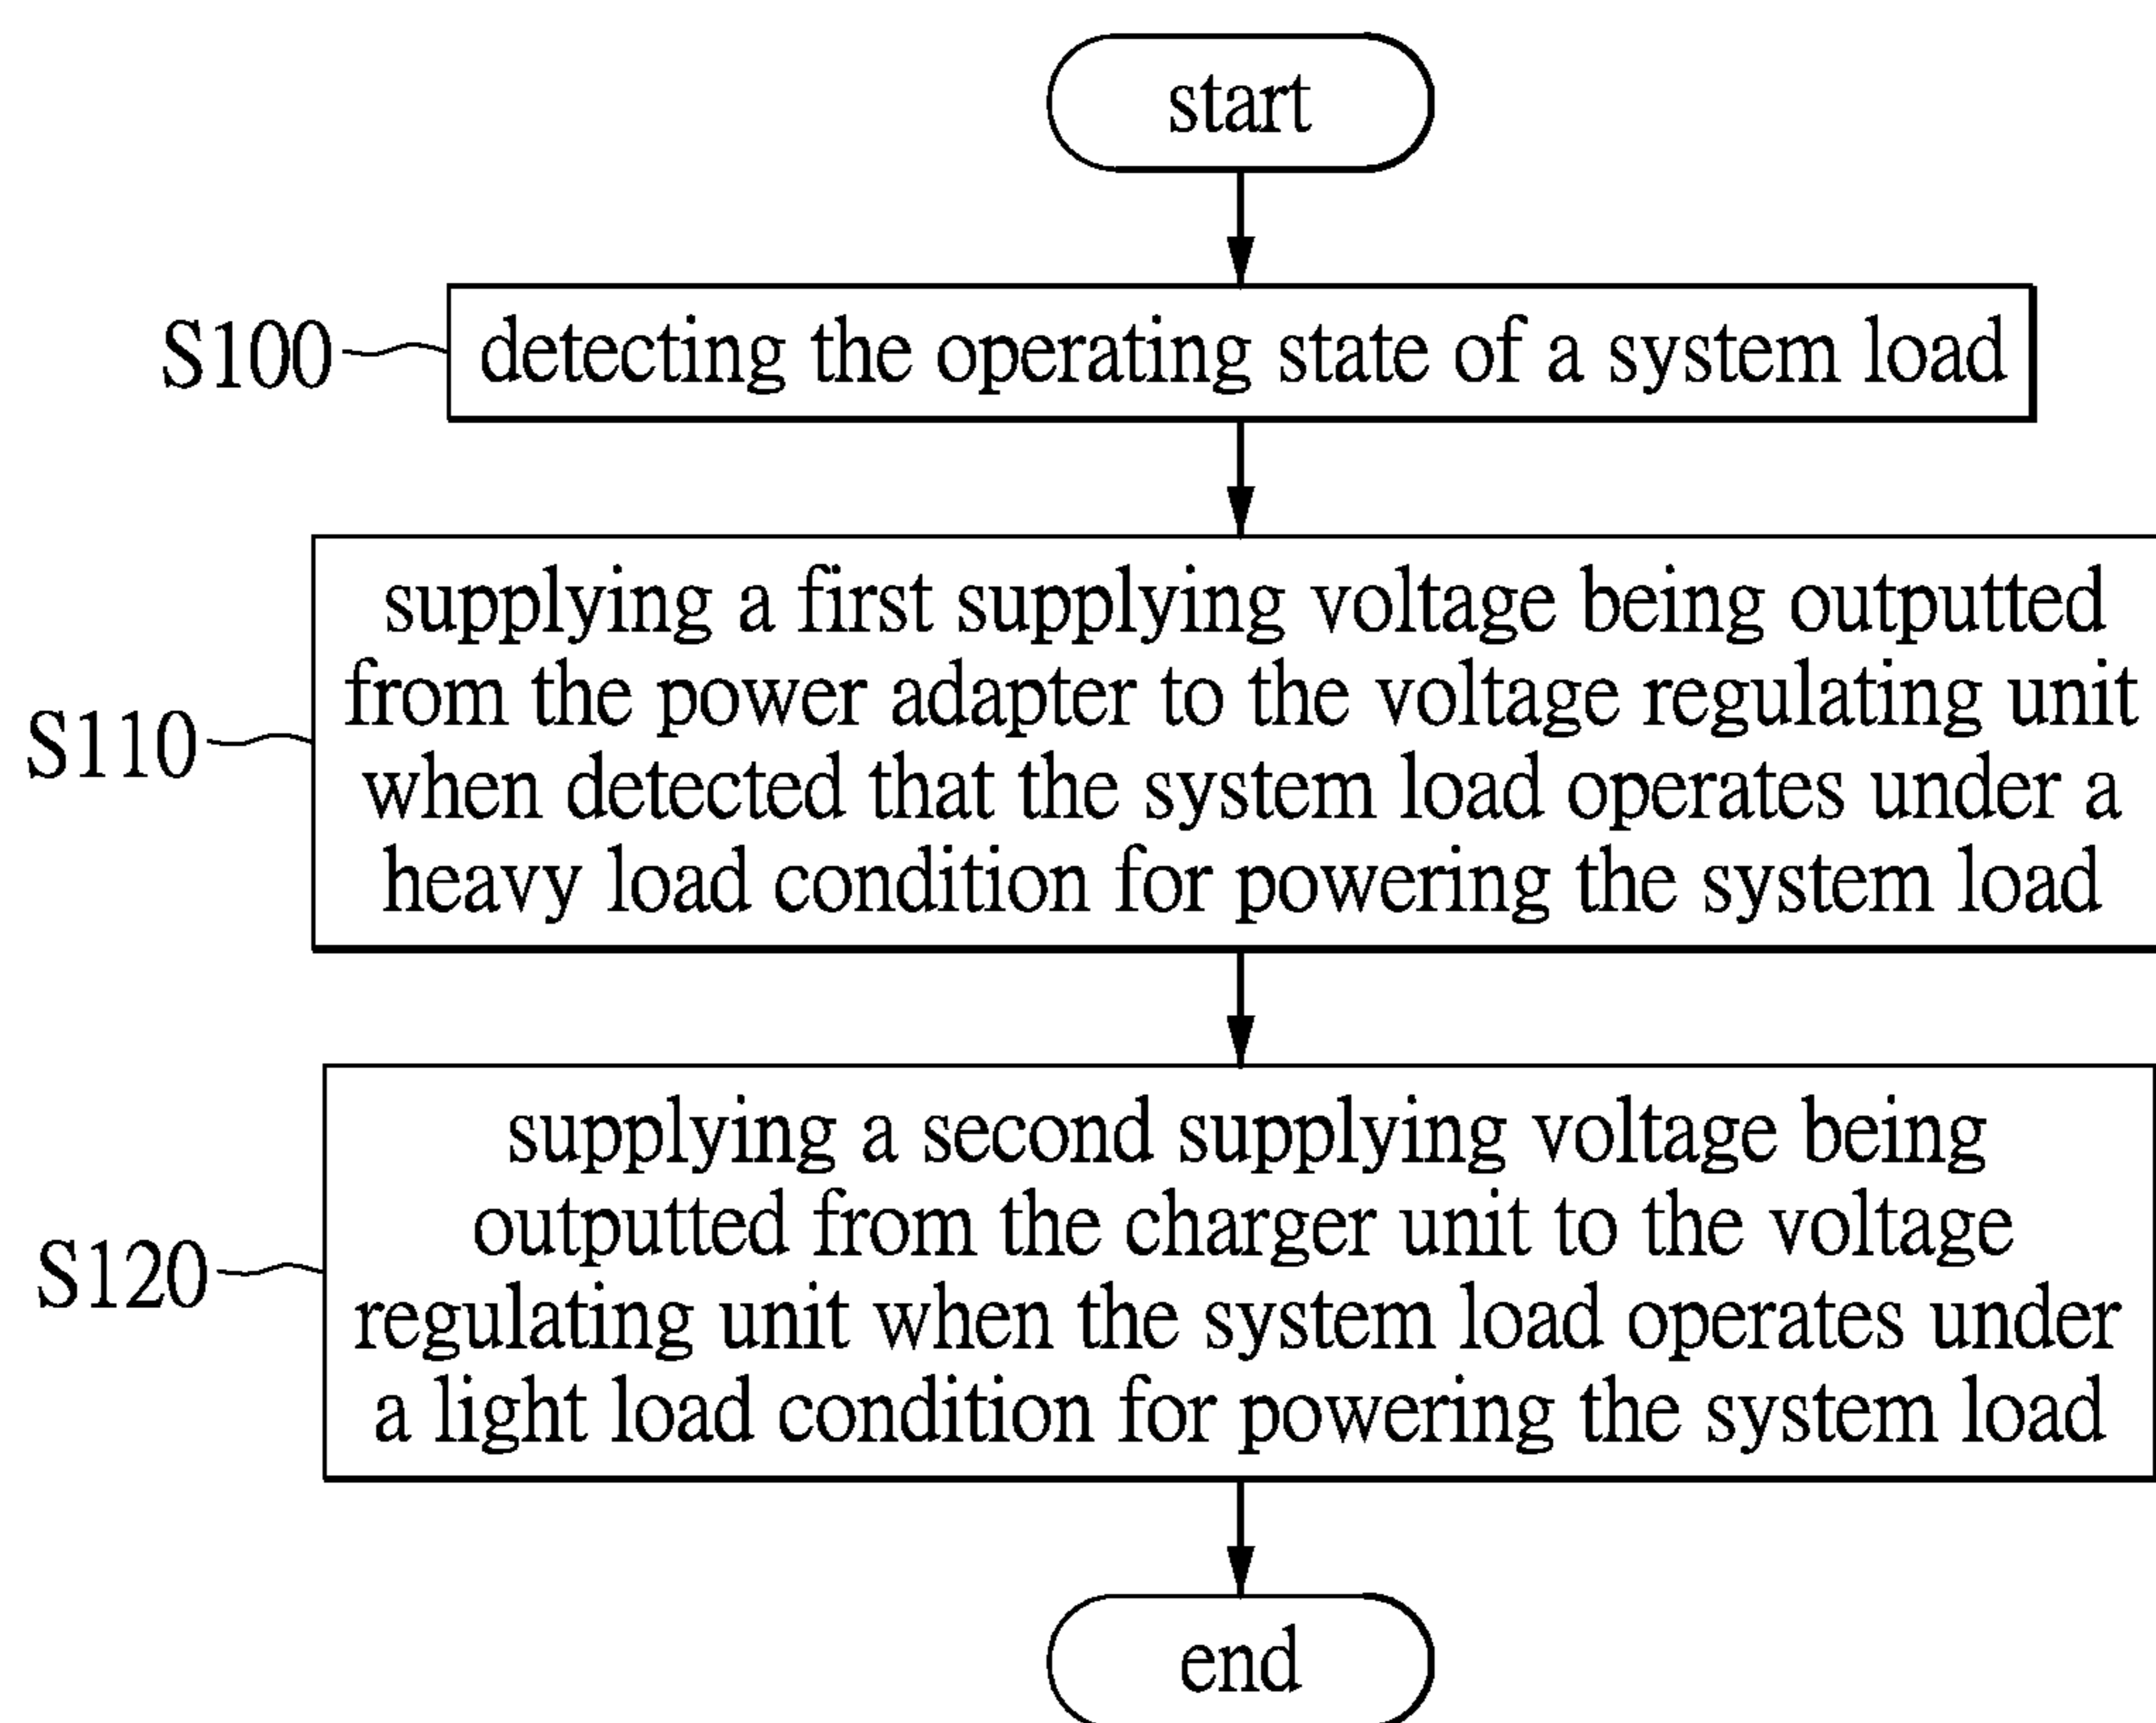 start
S100
detecting the operating state of a system load
S110
supplying a first supplying voltage being outputted
from the power adapter to the voltage regulating unit
when detected that the system load operates under a
heavy load condition for powering the system load
S120
supplying a second supplying voltage being
outputted from the charger unit to the voltage
regulating unit when the system load operates under
a light load condition for powering the system load
end